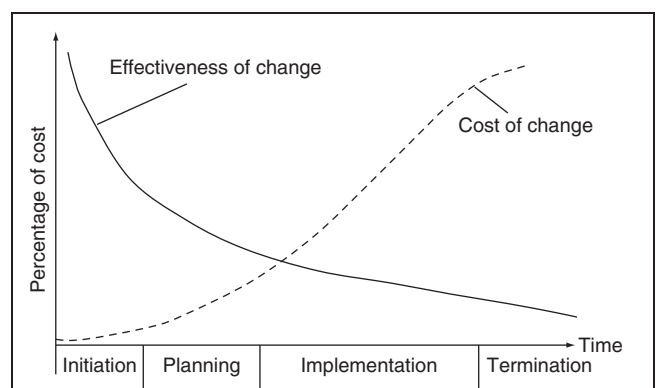 Effectiveness of change
Cost of change
Percentage of cost
Time
Initiation
Planning
Implementation
Termination